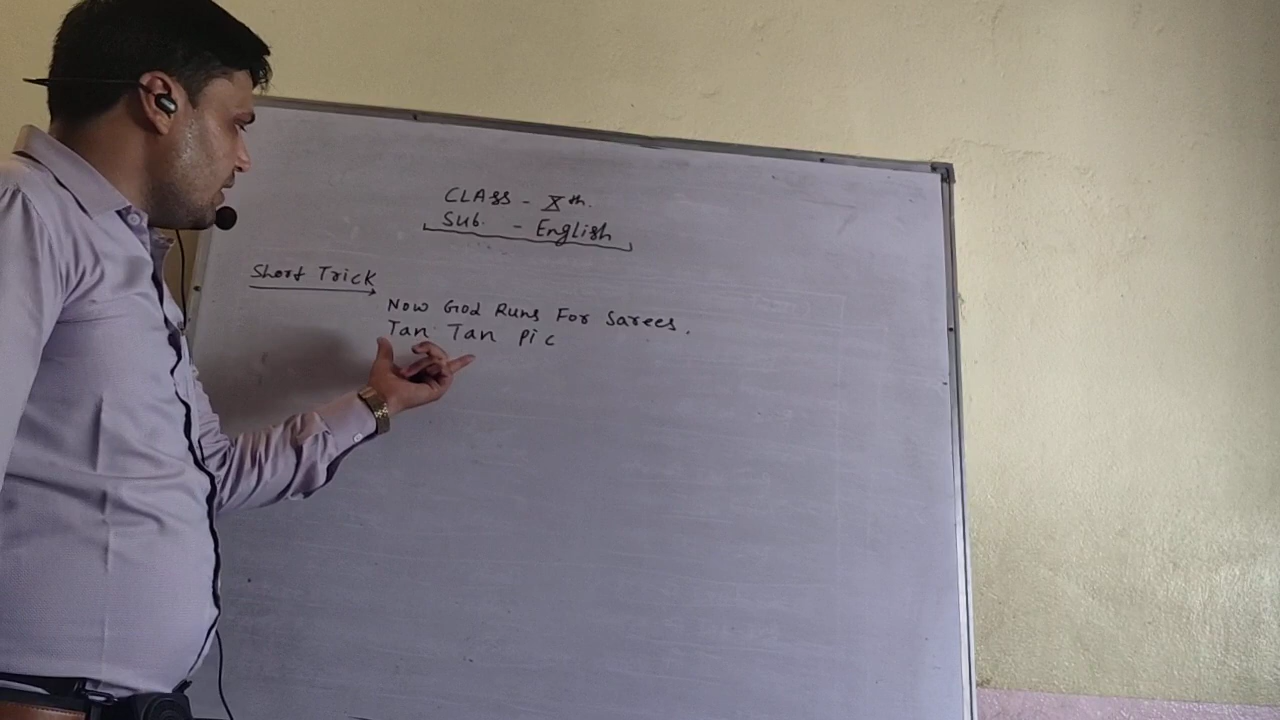 CLASS - Xth.
Sub. - English
Short Trick
Now God Runs For Sarees.
Tan Tan Pic